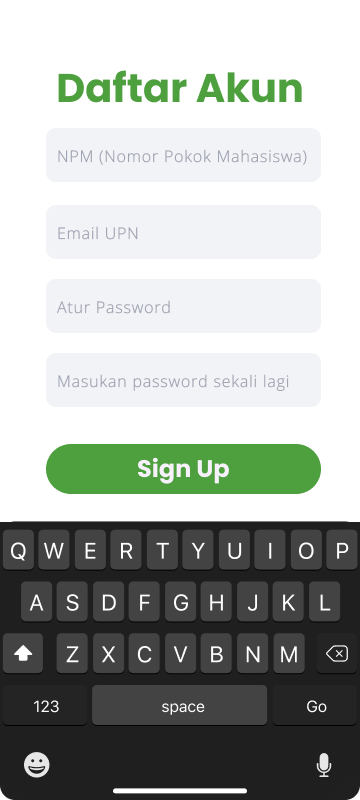 Daftar Akun
NPM (Nomor Pokok Mahasiswa)
Email UPN
Atur Password
Masukan password sekali lagi
Sign Up
Q W E R T Y U I O P
A S D F G H J K L
Z X C V B N M
123 space Go